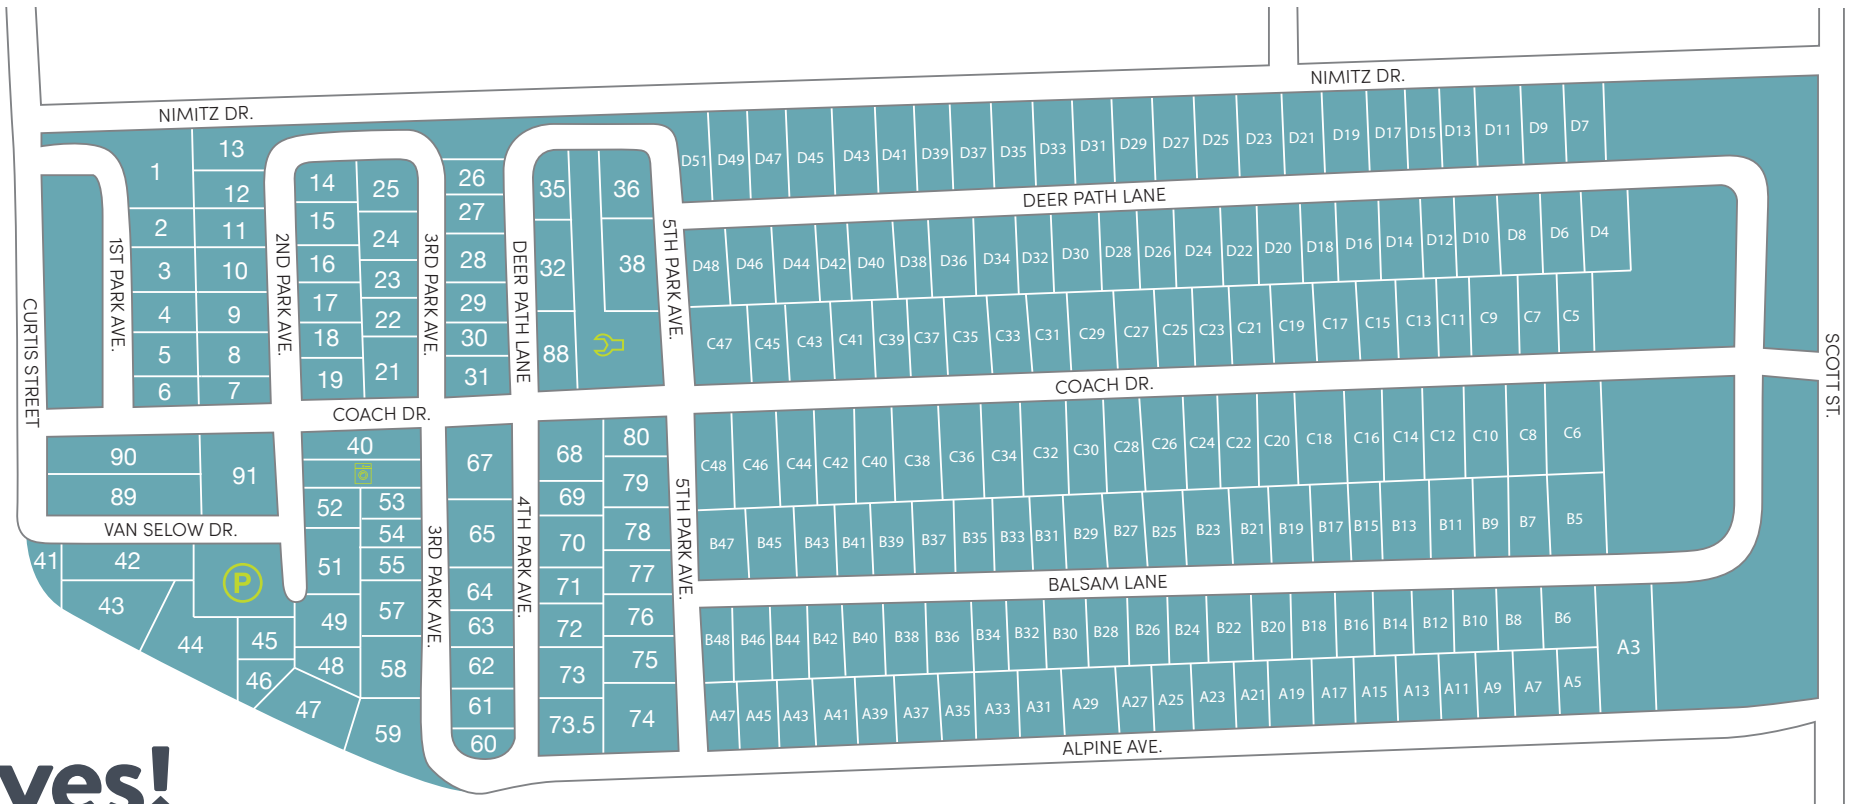 NIMITZ DR.
NIMITZ DR.
D51 D49 D47 D45 D43 D41 D39 D37 D35 D33 D31 D29 D27 D25 D23 D21 D19 D17 D15 D13 D11 D9 D7
DEER PATH LANE
D48 D46 D44 D42 D40 D38 D36 D34 D32 D30 D28 D26 D24 D22 D20 D18 D16 D14 D12 D10 D8 D6 D4
C47 C45 C43 C41 C39 C37 C35 C33 C31 C29 C27 C25 C23 C21 C19 C17 C15 C13 C11 C9 C7 C5
COACH DR.
C48 C46 C44 C42 C40 C38 C36 C34 C32 C30 C28 C26 C24 C22 C20 C18 C16 C14 C12 C10 C8 C6
B47 B45 B43 B41 B39 B37 B35 B33 B31 B29 B27 B25 B23 B21 B19 B17 B15 B13 B11 B9 B7 B5
BALSAM LANE
B48 B46 B44 B42 B40 B38 B36 B34 B32 B30 B28 B26 B24 B22 B20 B18 B16 B14 B12 B10 B8 B6
A3
A47 A45 A43 A41 A39 A37 A35 A33 A31 A29 A27 A25 A23 A21 A19 A17 A15 A13 A11 A9 A7 A5
ALPINE AVE.
SCOTT ST.
CURTIS STREET
1ST PARK AVE.
1
2
3
4
5
6
13
12
11
10
9
8
7
2ND PARK AVE.
14
15
16
17
18
19
25
24
23
22
21
3RD PARK AVE.
26
27
28
29
30
31
DEER PATH LANE
35
32
88
36
38
5TH PARK AVE.
COACH DR.
90
89
91
VAN SELOW DR.
41
42
43
44
P
45
46
47
40
52
51
49
48
53
54
55
57
58
59
3RD PARK AVE.
67
65
64
63
62
61
60
4TH PARK AVE.
68
69
70
71
72
73
73.5
80
79
78
77
76
75
74
5TH PARK AVE.
yes!